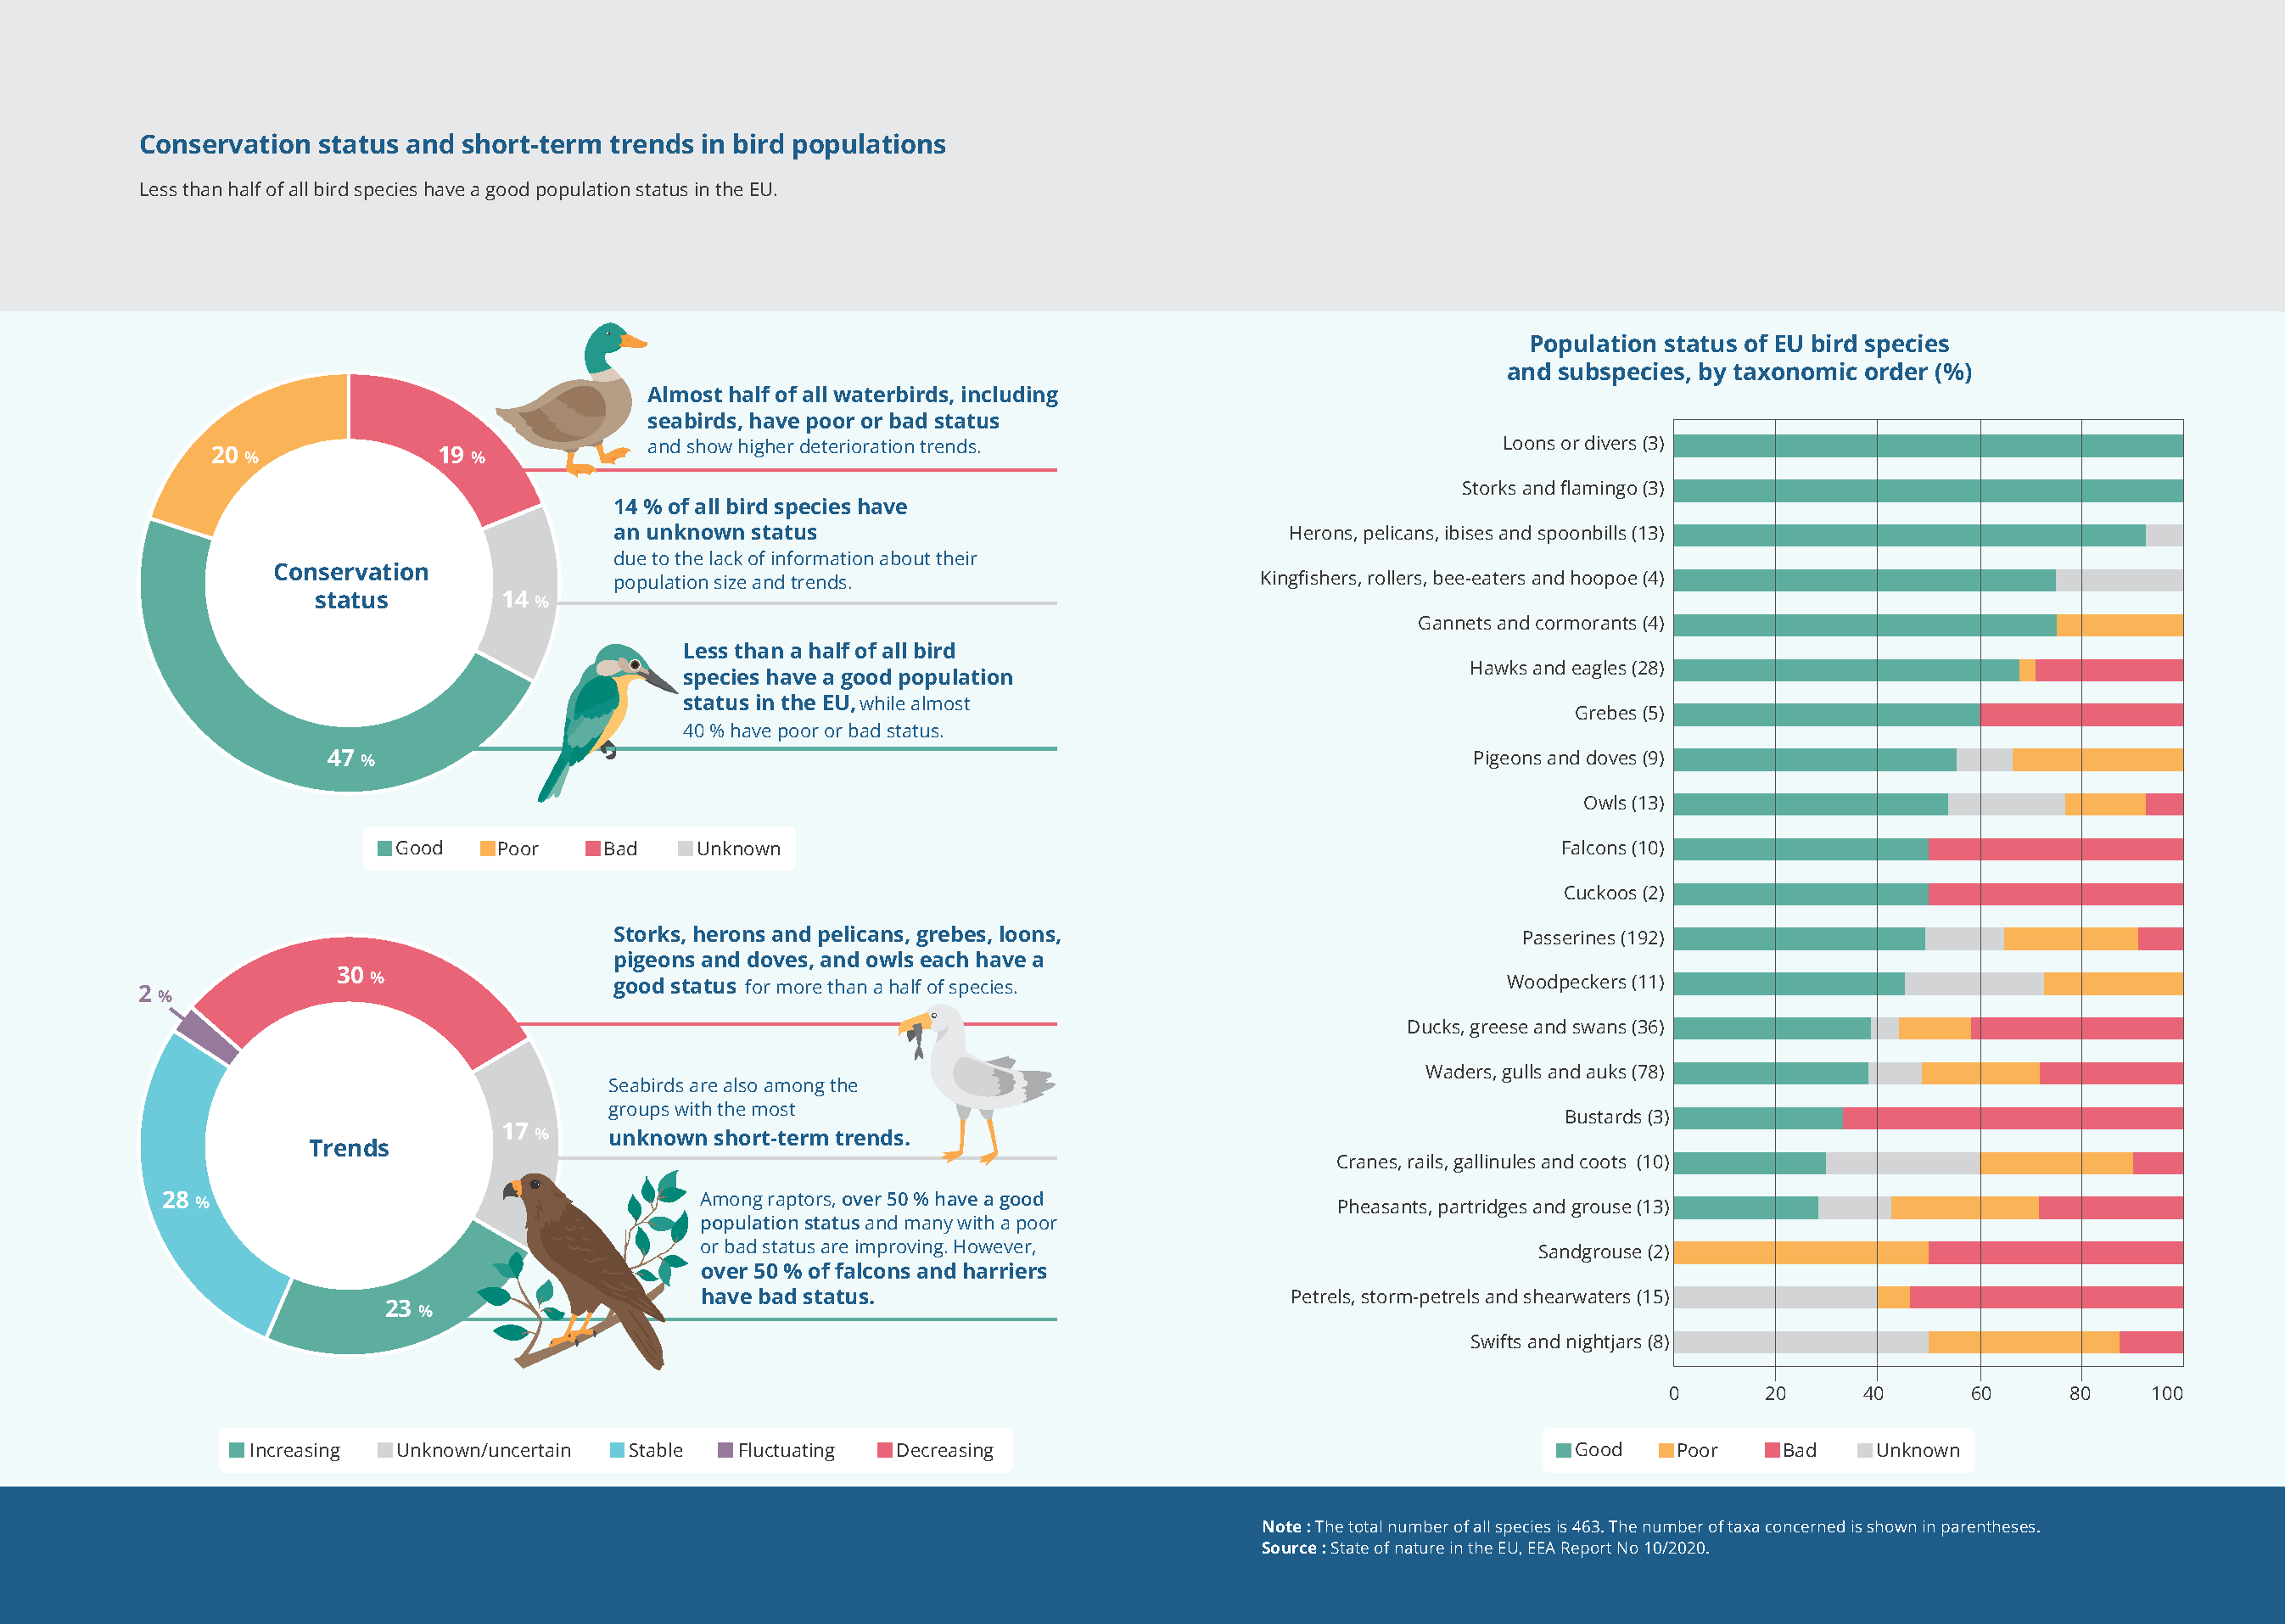 Conservation status and short-term trends in bird populations
Less than half of all bird species have a good population status in the EU.
20 %
19 %
14 %
47 %
Conservation
status
Almost half of all waterbirds, including
seabirds, have poor or bad status
and show higher deterioration trends.
14 % of all bird species have
an unknown status
due to the lack of information about their
population size and trends.
Less than a half of all bird
species have a good population
status in the EU, while almost
40 % have poor or bad status.
Good Poor Bad Unknown
30 %
2 %
17 %
28 %
23 %
Trends
Storks, herons and pelicans, grebes, loons,
pigeons and doves, and owls each have a
good status for more than a half of species.
Seabirds are also among the
groups with the most
unknown short-term trends.
Among raptors, over 50 % have a good
population status and many with a poor
or bad status are improving. However,
over 50 % of falcons and harriers
have bad status.
Increasing Unknown/uncertain Stable Fluctuating Decreasing
Population status of EU bird species
and subspecies, by taxonomic order (%)
Loons or divers (3)
Storks and flamingo (3)
Herons, pelicans, ibises and spoonbills (13)
Kingfishers, rollers, bee-eaters and hoopoe (4)
Gannets and cormorants (4)
Hawks and eagles (28)
Grebes (5)
Pigeons and doves (9)
Owls (13)
Falcons (10)
Cuckoos (2)
Passerines (192)
Woodpeckers (11)
Ducks, greese and swans (36)
Waders, gulls and auks (78)
Bustards (3)
Cranes, rails, gallinules and coots (10)
Pheasants, partridges and grouse (13)
Sandgrouse (2)
Petrels, storm-petrels and shearwaters (15)
Swifts and nightjars (8)
0 20 40 60 80 100
Good Poor Bad Unknown
Note : The total number of all species is 463. The number of taxa concerned is shown in parentheses.
Source : State of nature in the EU, EEA Report No 10/2020.